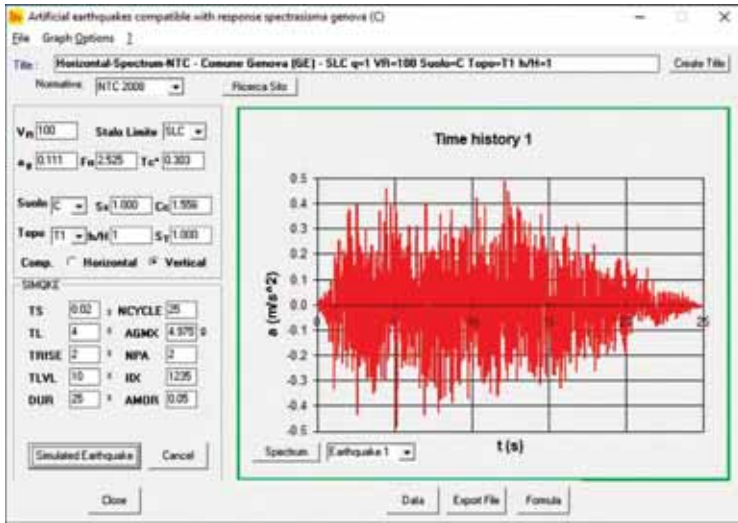 Artificial earthquakes compatible with response spectrasisma genova (C)
File Graph Options ?
Title : Horizontal-Spectrum-NTC - Comune Genova (GE) - SLC q=1 VR=100 Suolo=C Topo=T1 h/H=1 Create Title
Normativa NTC 2008 Ricerca Sito
VR 100 Stato Limite SLC
ag 0.111 Fo 2.525 Tc* 0.303
Suolo C Ss 1.000 Cc 1.556
Topo T1 h/H 1 ST 1.000
Comp. Horizontal Vertical
SIMQKE
TS 0.02 s NCYCLE 25
TL 4 s AGMX 4.975 g
TRISE 2 s NPA 2
TLVL 10 s IIX 1235
DUR 25 s AMOR 0.05
Simulated Earthquake Cancel
Close
Time history 1
a (m/s^2)
0.5
0.4
0.3
0.2
0.1
0.0
-0.1
-0.2
-0.3
-0.4
-0.5
0 5 10 15 20 25
t (s)
Spectrum Earthquake 1
Data Export File Formula